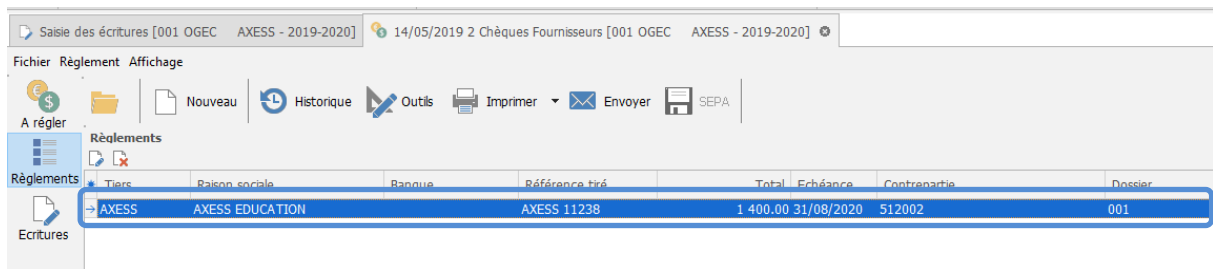 Saisie des écritures [001 OGEC AXESS - 2019-2020] 14/05/2019 2 Chèques Fournisseurs [001 OGEC AXESS - 2019-2020]
Fichier Règlement Affichage
A régler Nouveau Historique Outils Imprimer Envoyer SEPA
Règlements
Règlements Tiers Raison sociale Banque Référence tiré Total Echéance Contrepartie Dossier
AXESS AXESS EDUCATION AXESS 11238 1 400.00 31/08/2020 512002 001
Ecritures